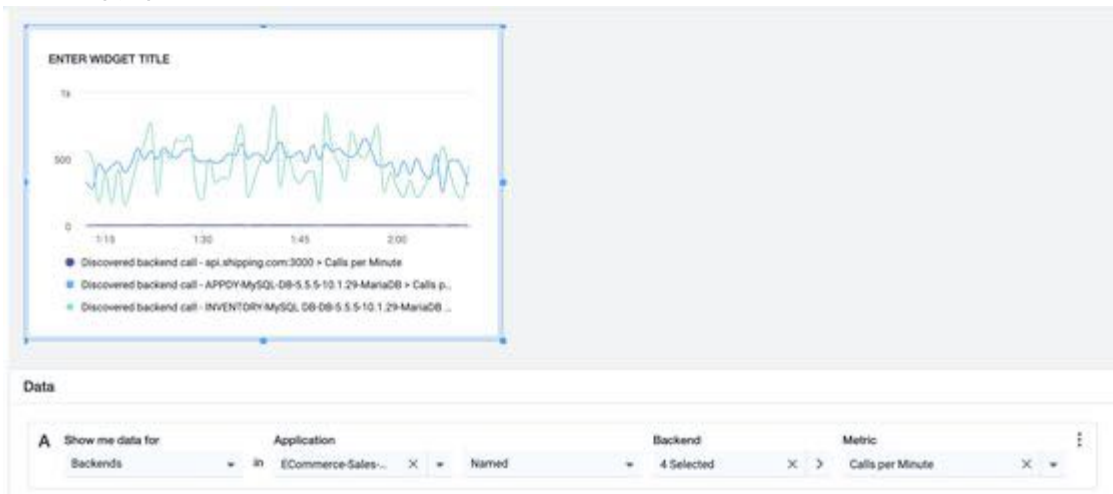 ENTER WIDGET TITLE
1k
500
0
1:15 1:30 1:45 2:00
Discovered backend call - api.shipping.com:3000 > Calls per Minute
Discovered backend call - APPDY-MySQL-DB-5.5.5-10.1.29-MariaDB > Calls p...
Discovered backend call - INVENTORY-MySQL DB-DB-5.5.5-10.1.29-MariaDB ...
Data
A Show me data for Application Backend Metric
Backends in ECommerce-Sales-... Named 4 Selected Calls per Minute